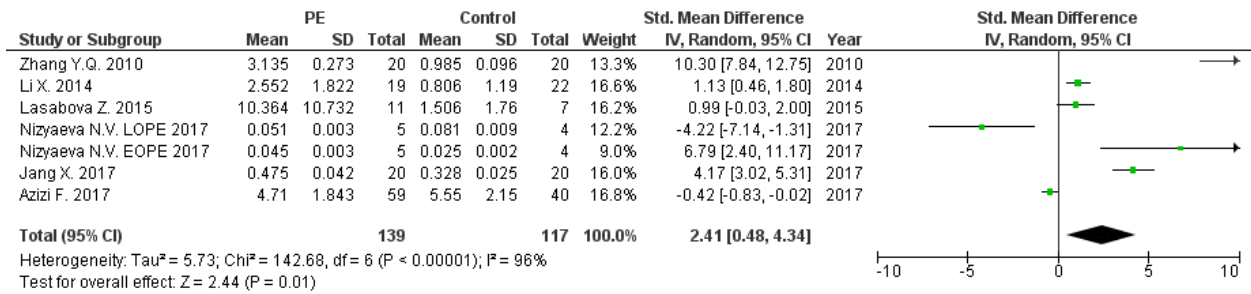 PE Control Std. Mean Difference Std. Mean Difference
Study or Subgroup Mean SD Total Mean SD Total Weight IV, Random, 95% CI Year IV, Random, 95% CI
Zhang Y.Q. 2010 3.135 0.273 20 0.985 0.096 20 13.3% 10.30 [7.84, 12.75] 2010
Li X. 2014 2.552 1.822 19 0.806 1.19 22 16.6% 1.13 [0.46, 1.80] 2014
Lasabova Z. 2015 10.364 10.732 11 1.506 1.76 7 16.2% 0.99 [-0.03, 2.00] 2015
Nizyaeva N.V. LOPE 2017 0.051 0.003 5 0.081 0.009 4 12.2% -4.22 [-7.14, -1.31] 2017
Nizyaeva N.V. EOPE 2017 0.045 0.003 5 0.025 0.002 4 9.0% 6.79 [2.40, 11.17] 2017
Jang X. 2017 0.475 0.042 20 0.328 0.025 20 16.0% 4.17 [3.02, 5.31] 2017
Azizi F. 2017 4.71 1.843 59 5.55 2.15 40 16.8% -0.42 [-0.83, -0.02] 2017
Total (95% CI) 139 117 100.0% 2.41 [0.48, 4.34]
Heterogeneity: Tau² = 5.73; Chi² = 142.68, df = 6 (P < 0.00001); I² = 96%
Test for overall effect: Z = 2.44 (P = 0.01)
-10 -5 0 5 10